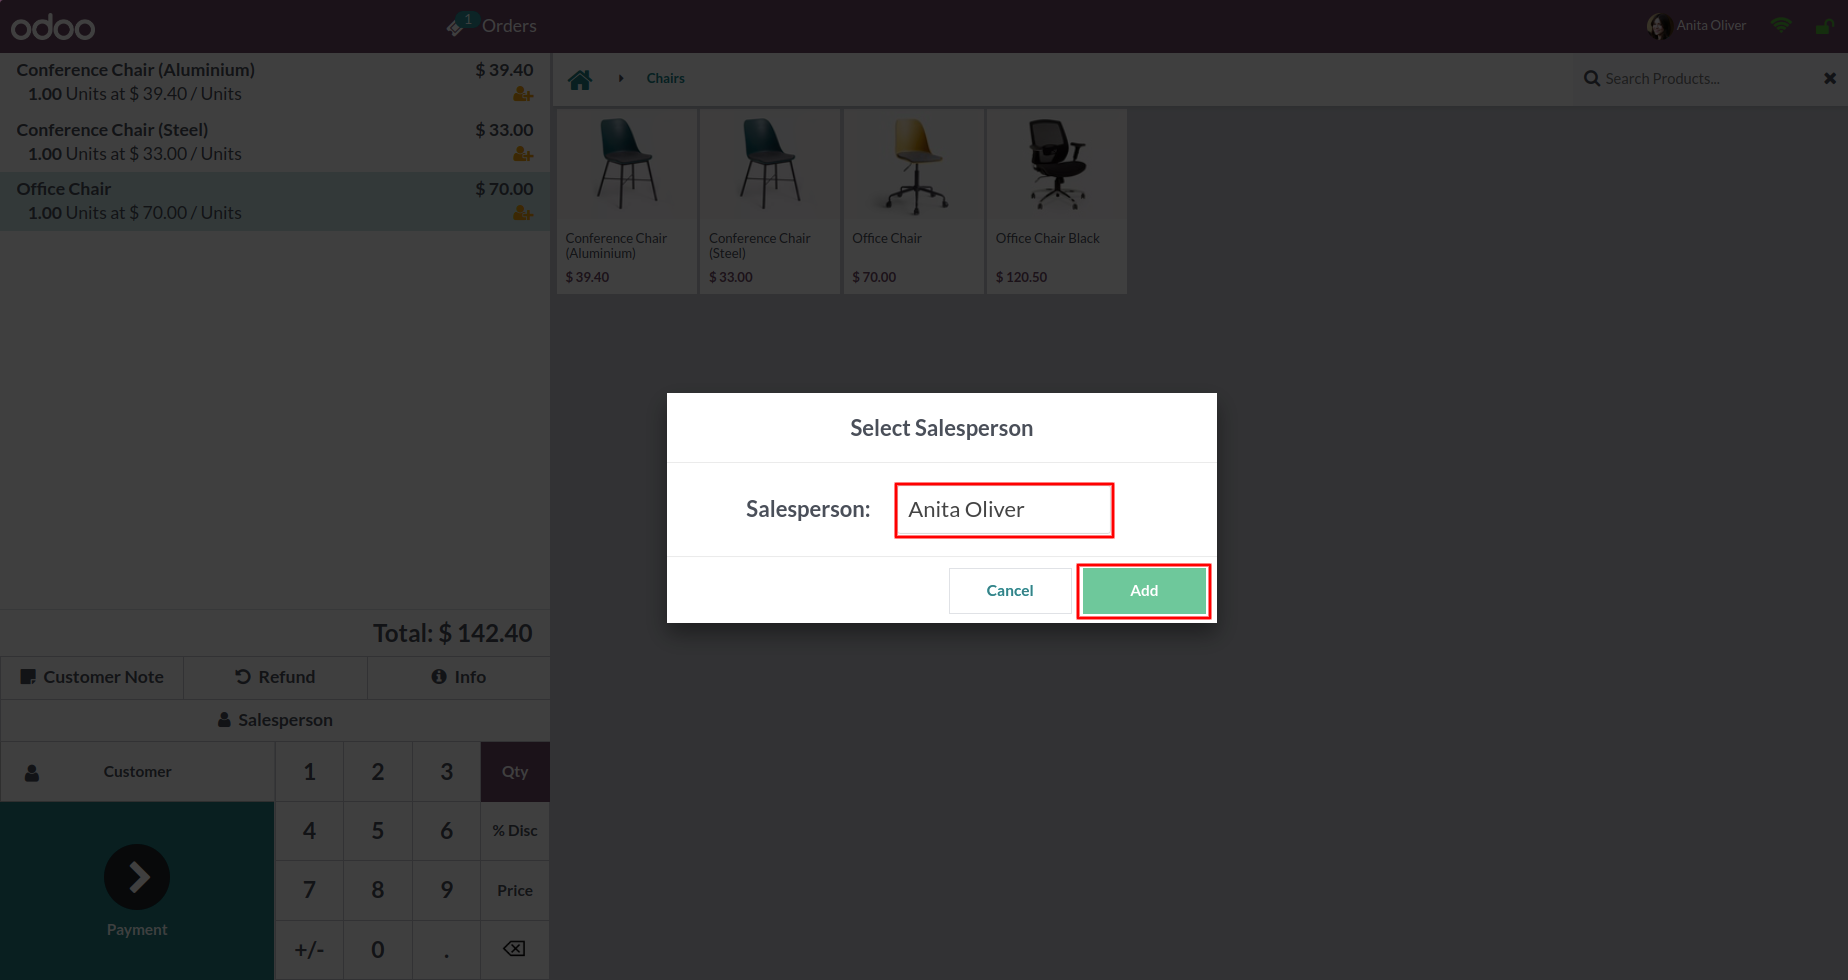 odoo
1
Orders
Anita Oliver
Conference Chair (Aluminium) $ 39.40
1.00 Units at $ 39.40 / Units
Conference Chair (Steel) $ 33.00
1.00 Units at $ 33.00 / Units
Office Chair $ 70.00
1.00 Units at $ 70.00 / Units
Chairs
Search Products...
Conference Chair
(Aluminium)
$ 39.40
Conference Chair
(Steel)
$ 33.00
Office Chair
$ 70.00
Office Chair Black
$ 120.50
Select Salesperson
Salesperson: Anita Oliver
Cancel Add
Total: $ 142.40
Customer Note Refund Info
Salesperson
Customer 1 2 3 Qty
4 5 6 % Disc
7 8 9 Price
Payment
+/- 0 .